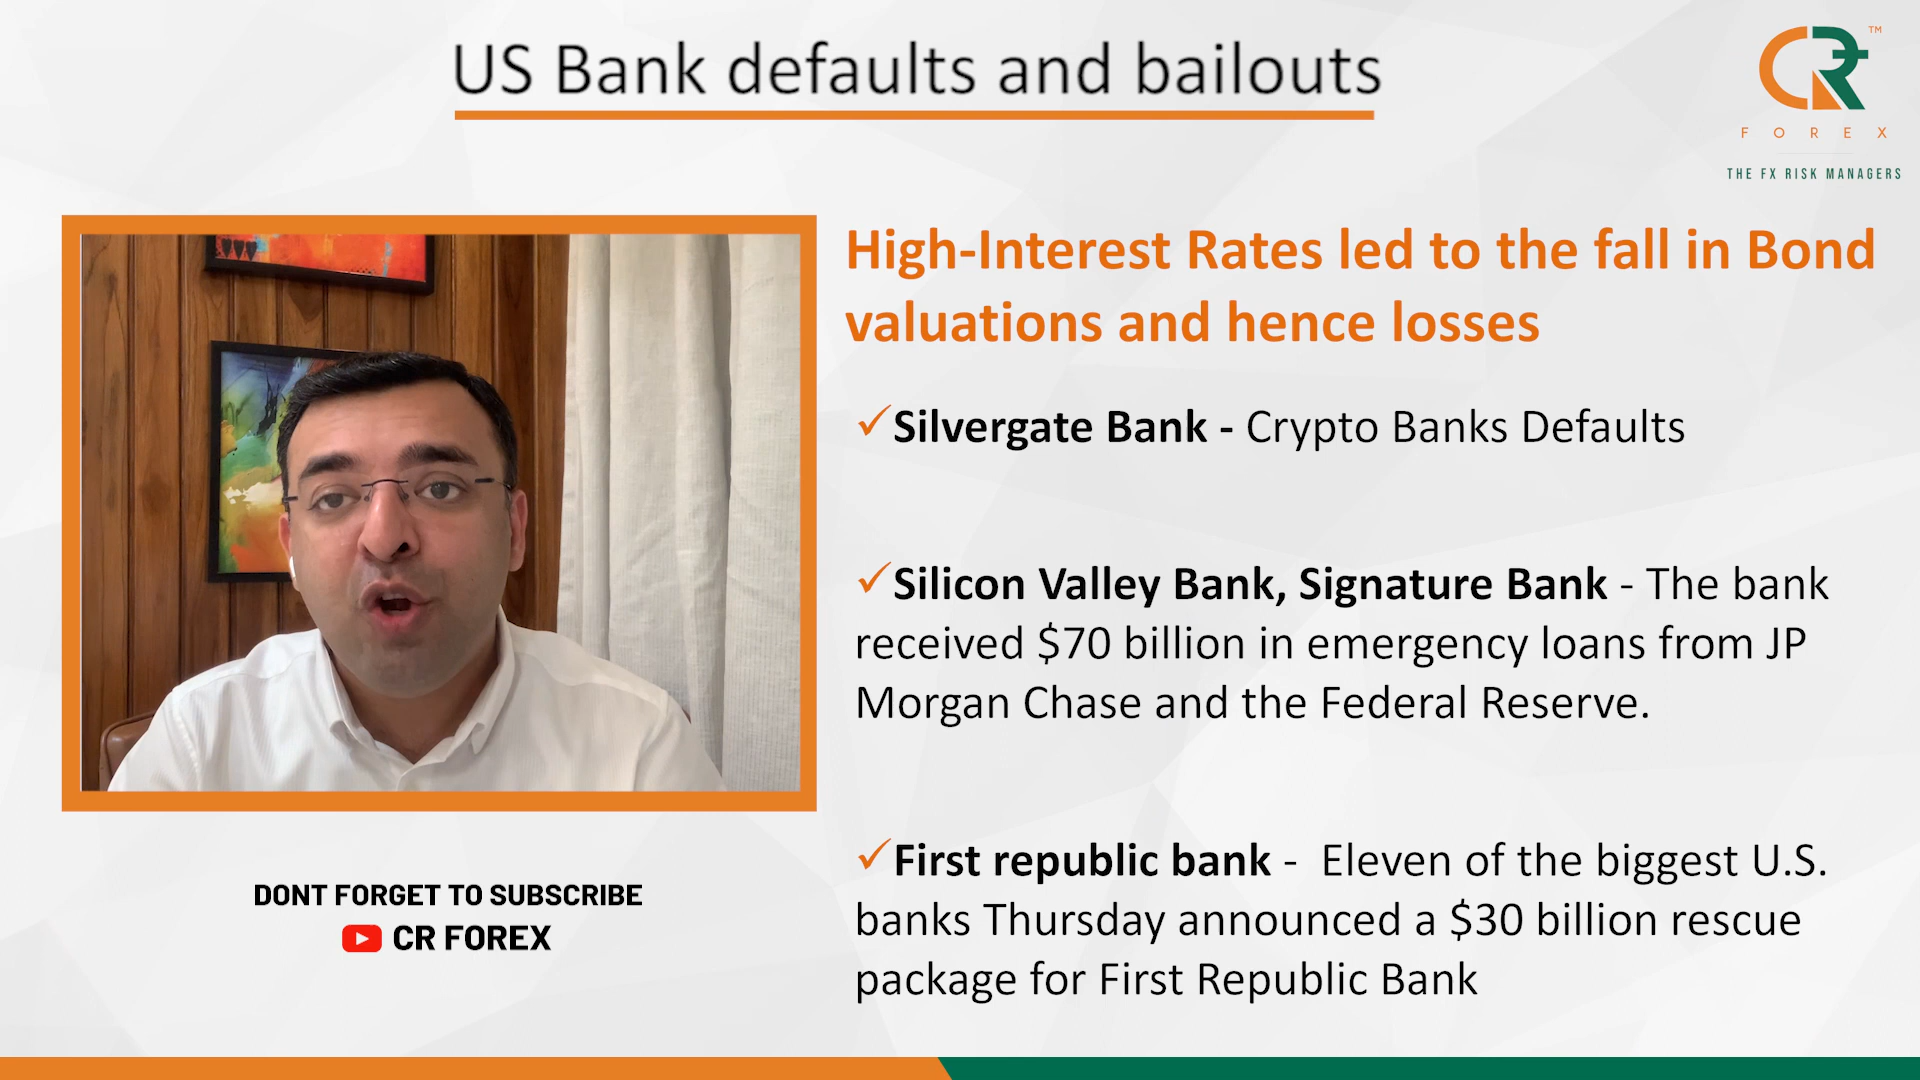 US Bank defaults and bailouts
CR
TM
FOREX
THE FX RISK MANAGERS
High-Interest Rates led to the fall in Bond
valuations and hence losses
✓Silvergate Bank - Crypto Banks Defaults
✓Silicon Valley Bank, Signature Bank - The bank
received $70 billion in emergency loans from JP
Morgan Chase and the Federal Reserve.
✓First republic bank - Eleven of the biggest U.S.
banks Thursday announced a $30 billion rescue
package for First Republic Bank
DONT FORGET TO SUBSCRIBE
CR FOREX